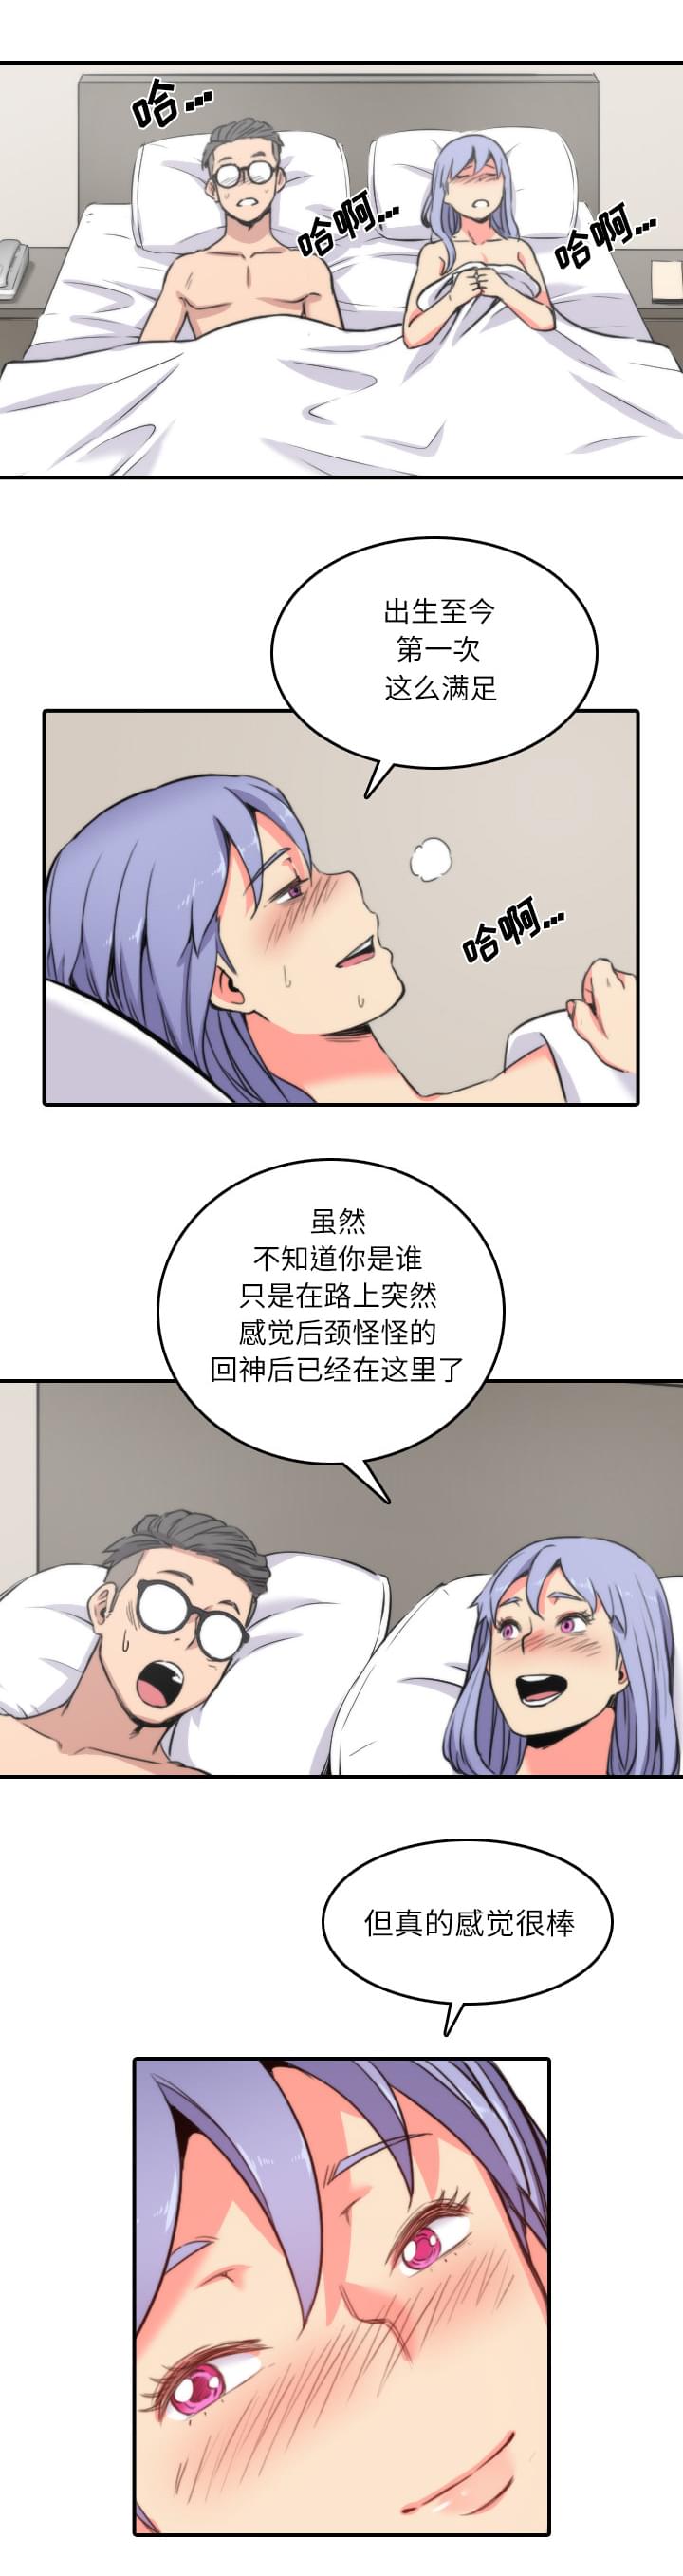 哈...
哈啊...
哈啊...
出生至今
第一次
这么满足
哈啊...
虽然
不知道你是谁
只是在路上突然
感觉后颈怪怪的
回神后已经在这里了
但真的感觉很棒